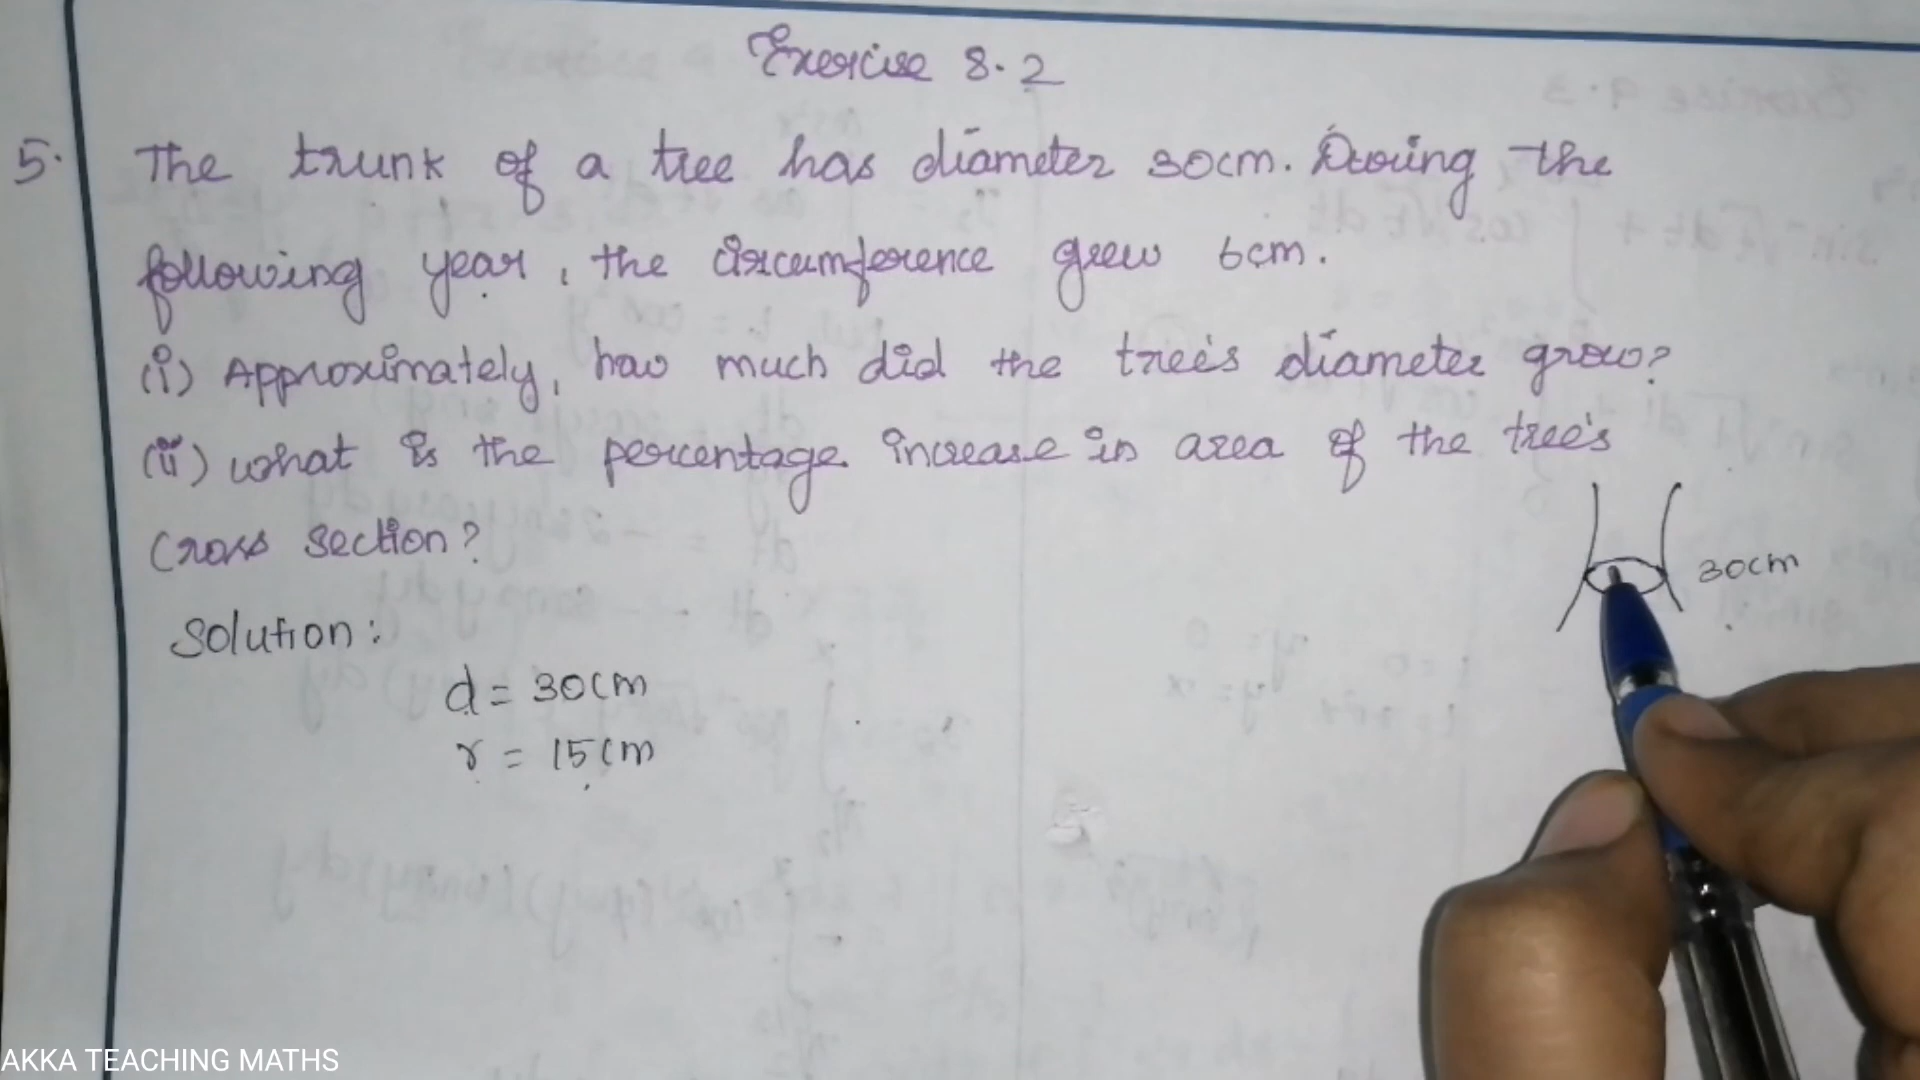 Exercise 8.2
5. The trunk of a tree has diameter 30cm. During the
following year, the circumference grew 6cm.
(i) Approximately, how much did the tree's diameter grow?
(ii) what is the percentage increase in area of the tree's
cross section?
30cm
Solution:
d = 30cm
r = 15cm
AKKA TEACHING MATHS